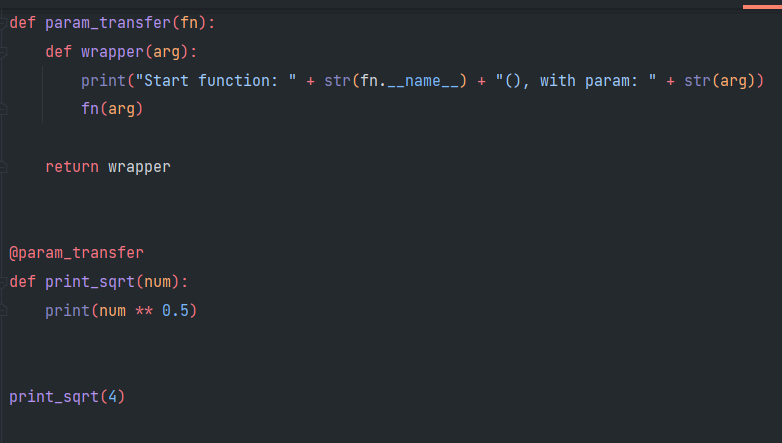 def param_transfer(fn):
    def wrapper(arg):
        print("Start function: " + str(fn.__name__) + "(), with param: " + str(arg))
        fn(arg)

    return wrapper


@param_transfer
def print_sqrt(num):
    print(num ** 0.5)


print_sqrt(4)